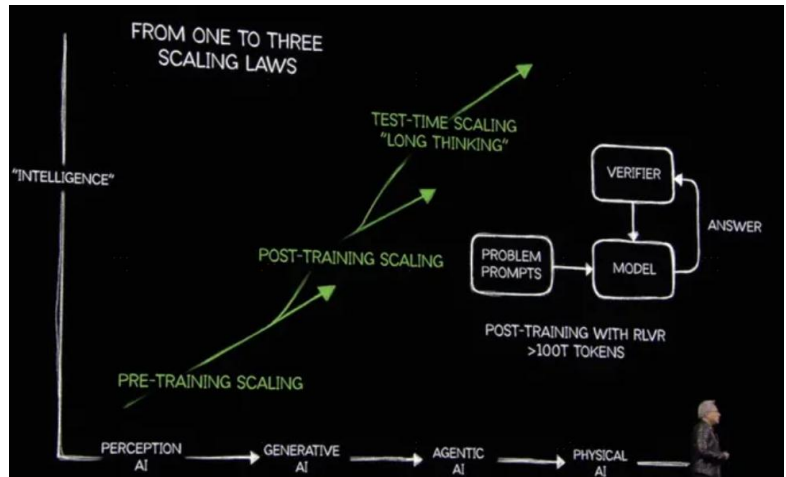 FROM ONE TO THREE
SCALING LAWS
TEST-TIME SCALING
"LONG THINKING"
"INTELLIGENCE"
VERIFIER
ANSWER
POST-TRAINING SCALING
PROBLEM
PROMPTS
MODEL
POST-TRAINING WITH RLVR
>100T TOKENS
PRE-TRAINING SCALING
PERCEPTION
AI
GENERATIVE
AI
AGENTIC
AI
PHYSICAL
AI